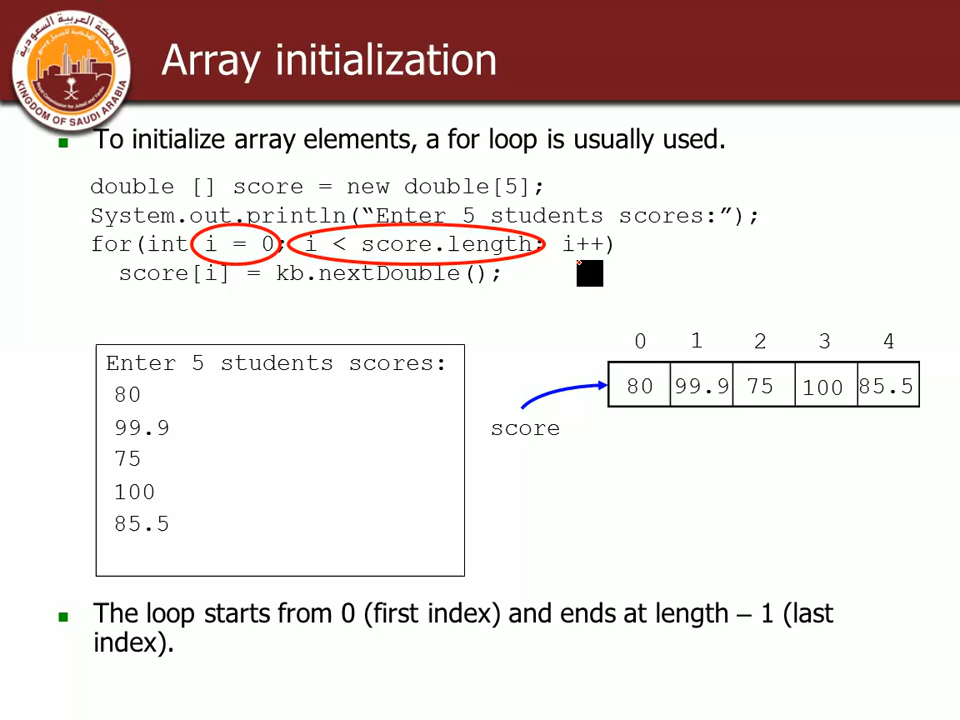 المملكة العربية السعودية
KINGDOM OF SAUDI ARABIA
Array initialization
To initialize array elements, a for loop is usually used.
double [] score = new double[5];
System.out.println(“Enter 5 students scores:”);
for(int i = 0; i < score.length; i++)
score[i] = kb.nextDouble();
0 1 2 3 4
80 99.9 75 100 85.5
score
Enter 5 students scores:
80
99.9
75
100
85.5
The loop starts from 0 (first index) and ends at length – 1 (last
index).